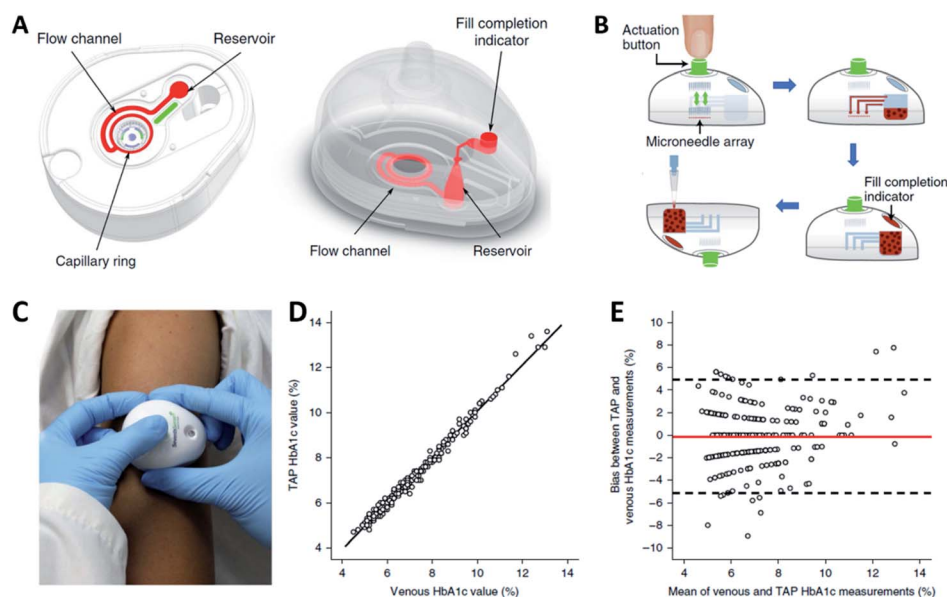 A
Flow channel
Reservoir
Capillary ring
Fill completion
indicator
Flow channel
Reservoir
B
Actuation
button
Microneedle array
Fill completion
indicator
C
D
TAP HbA1c value (%)
14
12
10
8
6
4
4 6 8 10 12 14
Venous HbA1c value (%)
E
Bias between TAP and
venous HbA1c measurements (%)
10
8
6
4
2
0
−2
−4
−6
−8
−10
4 6 8 10 12 14
Mean of venous and TAP HbA1c measurements (%)